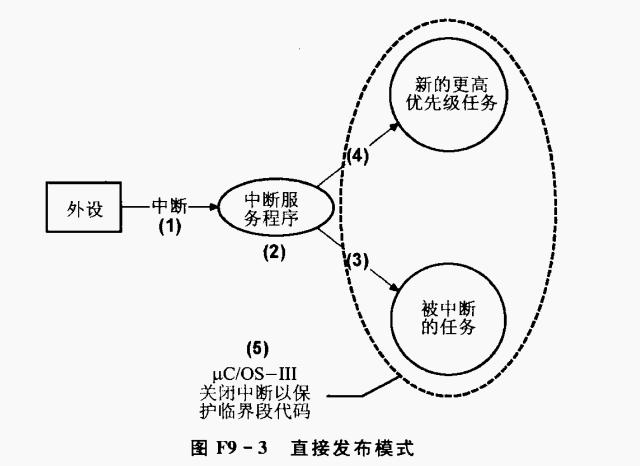 新的更高
优先级任务
(4)
外设
中断
(1)
中断服
务程序
(2)
(3)
被中断
的任务
(5)
μC/OS-III
关闭中断以保
护临界段代码
图 F9-3 直接发布模式